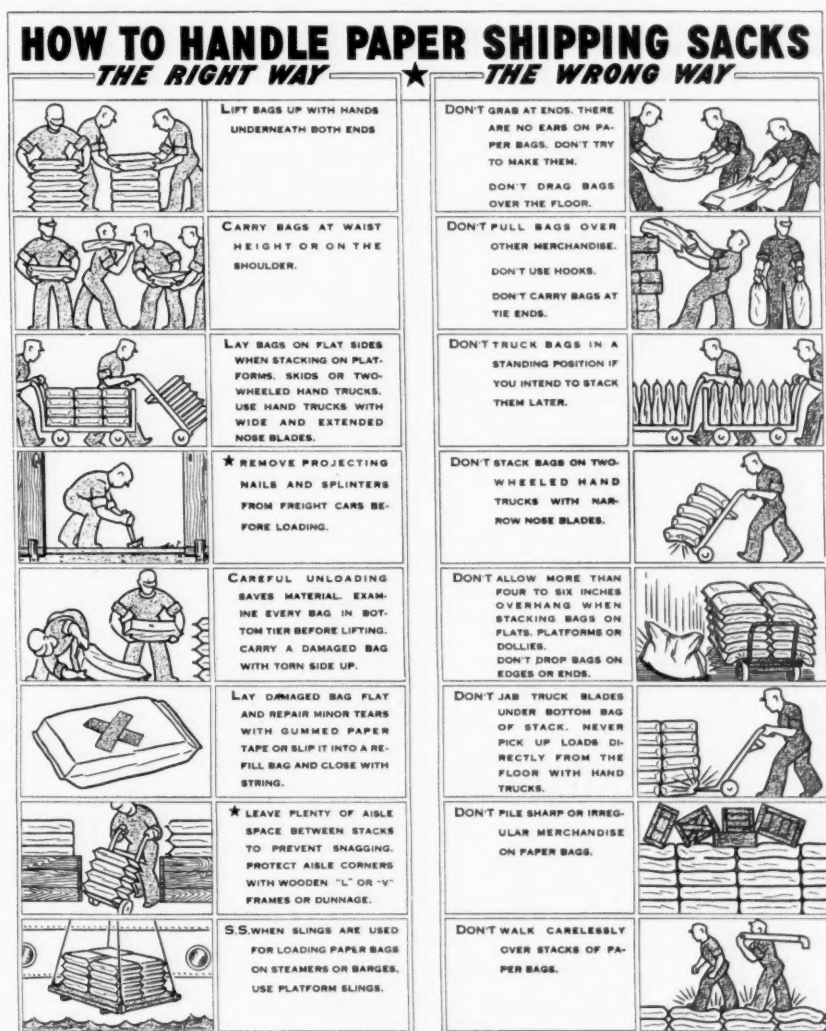 HOW TO HANDLE PAPER SHIPPING SACKS
THE RIGHT WAY ★ THE WRONG WAY
LIFT BAGS UP WITH HANDS
UNDERNEATH BOTH ENDS
CARRY BAGS AT WAIST
HEIGHT OR ON THE
SHOULDER.
LAY BAGS ON FLAT SIDES
WHEN STACKING ON PLAT-
FORMS, SKIDS OR TWO-
WHEELED HAND TRUCKS.
USE HAND TRUCKS WITH
WIDE AND EXTENDED
NOSE BLADES.
★ REMOVE PROJECTING
NAILS AND SPLINTERS
FROM FREIGHT CARS BE-
FORE LOADING.
CAREFUL UNLOADING
SAVES MATERIAL. EXAM-
INE EVERY BAG IN BOT-
TOM TIER BEFORE LIFTING.
CARRY A DAMAGED BAG
WITH TORN SIDE UP.
LAY DAMAGED BAG FLAT
AND REPAIR MINOR TEARS
WITH GUMMED PAPER
TAPE OR SLIP IT INTO A RE-
FILL BAG AND CLOSE WITH
STRING.
★ LEAVE PLENTY OF AISLE
SPACE BETWEEN STACKS
TO PREVENT SNAGGING.
PROTECT AISLE CORNERS
WITH WOODEN "L" OR "V"
FRAMES OR DUNNAGE.
S.S. WHEN SLINGS ARE USED
FOR LOADING PAPER BAGS
ON STEAMERS OR BARGES,
USE PLATFORM SLINGS.
DON'T GRAB AT ENDS. THERE
ARE NO EARS ON PA-
PER BAGS. DON'T TRY
TO MAKE THEM.
DON'T DRAG BAGS
OVER THE FLOOR.
DON'T PULL BAGS OVER
OTHER MERCHANDISE.
DON'T USE HOOKS.
DON'T CARRY BAGS AT
TIE ENDS.
DON'T TRUCK BAGS IN A
STANDING POSITION IF
YOU INTEND TO STACK
THEM LATER.
DON'T STACK BAGS ON TWO-
WHEELED HAND
TRUCKS WITH NAR-
ROW NOSE BLADES.
DON'T ALLOW MORE THAN
FOUR TO SIX INCHES
OVERHANG WHEN
STACKING BAGS ON
FLATS, PLATFORMS OR
DOLLIES.
DON'T DROP BAGS ON
EDGES OR ENDS.
DON'T JAB TRUCK BLADES
UNDER BOTTOM BAG
OF STACK. NEVER
PICK UP LOADS DI-
RECTLY FROM THE
FLOOR WITH HAND
TRUCKS.
DON'T PILE SHARP OR IRREG-
ULAR MERCHANDISE
ON PAPER BAGS.
DON'T WALK CARELESSLY
OVER STACKS OF PA-
PER BAGS.